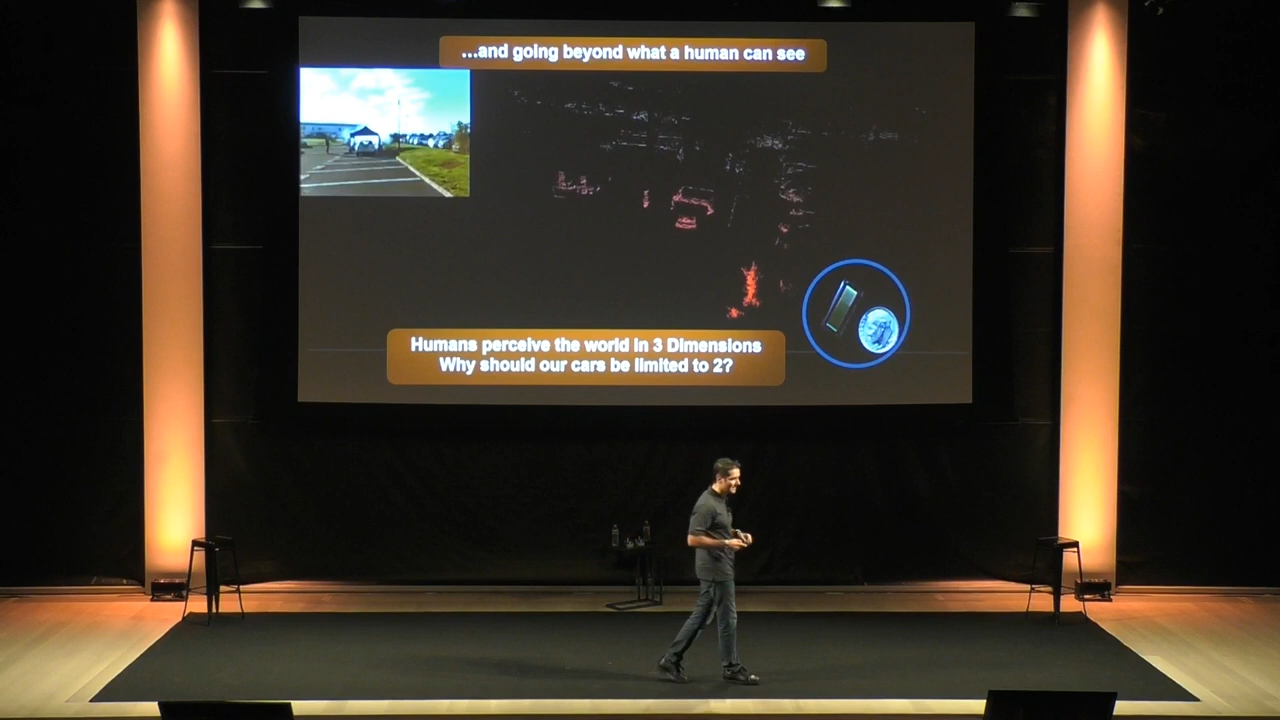 ...and going beyond what a human can see
Humans perceive the world in 3 Dimensions
Why should our cars be limited to 2?